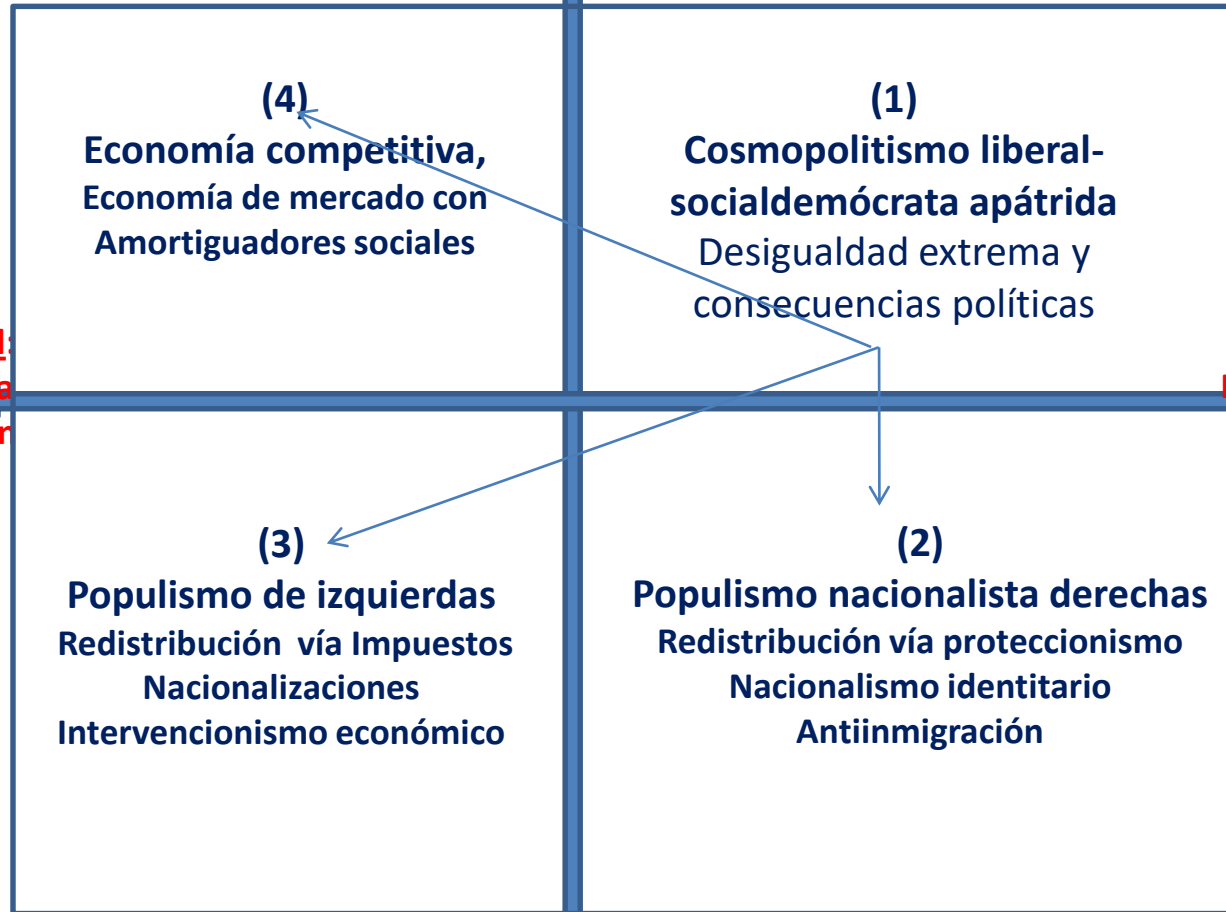 (4)
Economía competitiva,
Economía de mercado con
Amortiguadores sociales
(1)
Cosmopolitismo liberal-
socialdemócrata apátrida
Desigualdad extrema y
consecuencias políticas
(3)
Populismo de izquierdas
Redistribución vía Impuestos
Nacionalizaciones
Intervencionismo económico
(2)
Populismo nacionalista derechas
Redistribución vía proteccionismo
Nacionalismo identitario
Antiinmigración